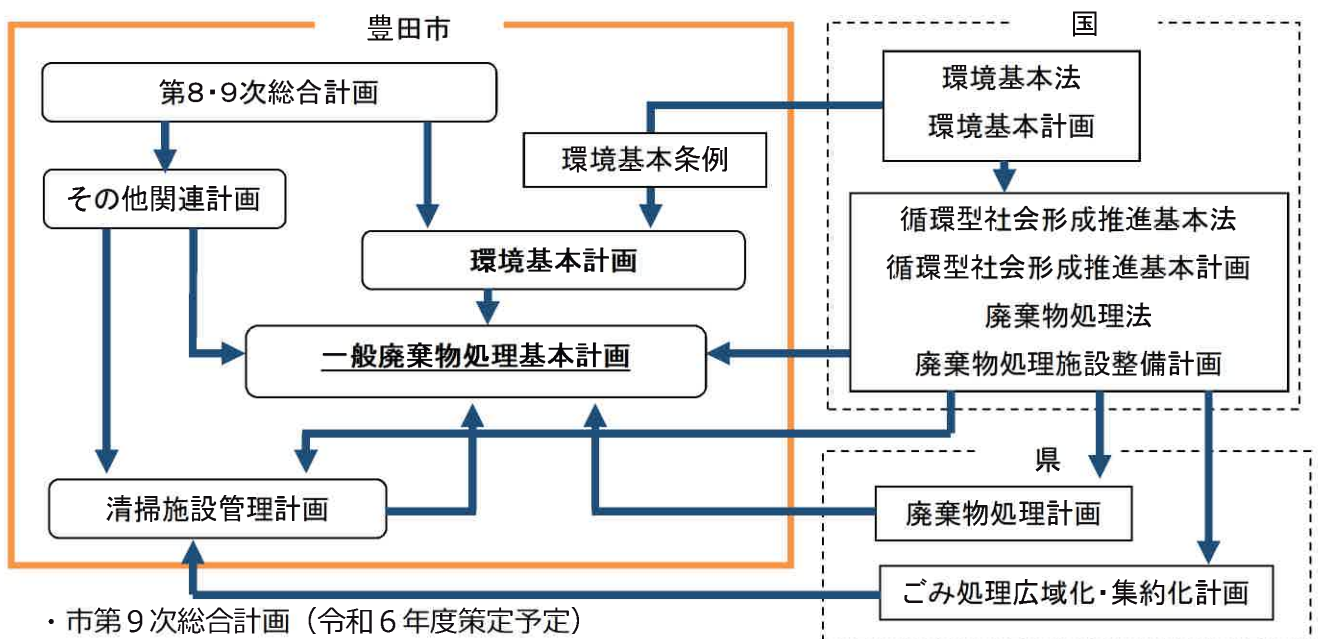 豊田市
第8・9次総合計画
環境基本条例
その他関連計画
環境基本計画
一般廃棄物処理基本計画
清掃施設管理計画
・市第9次総合計画（令和6年度策定予定）
国
環境基本法
環境基本計画
循環型社会形成推進基本法
循環型社会形成推進基本計画
廃棄物処理法
廃棄物処理施設整備計画
県
廃棄物処理計画
ごみ処理広域化・集約化計画